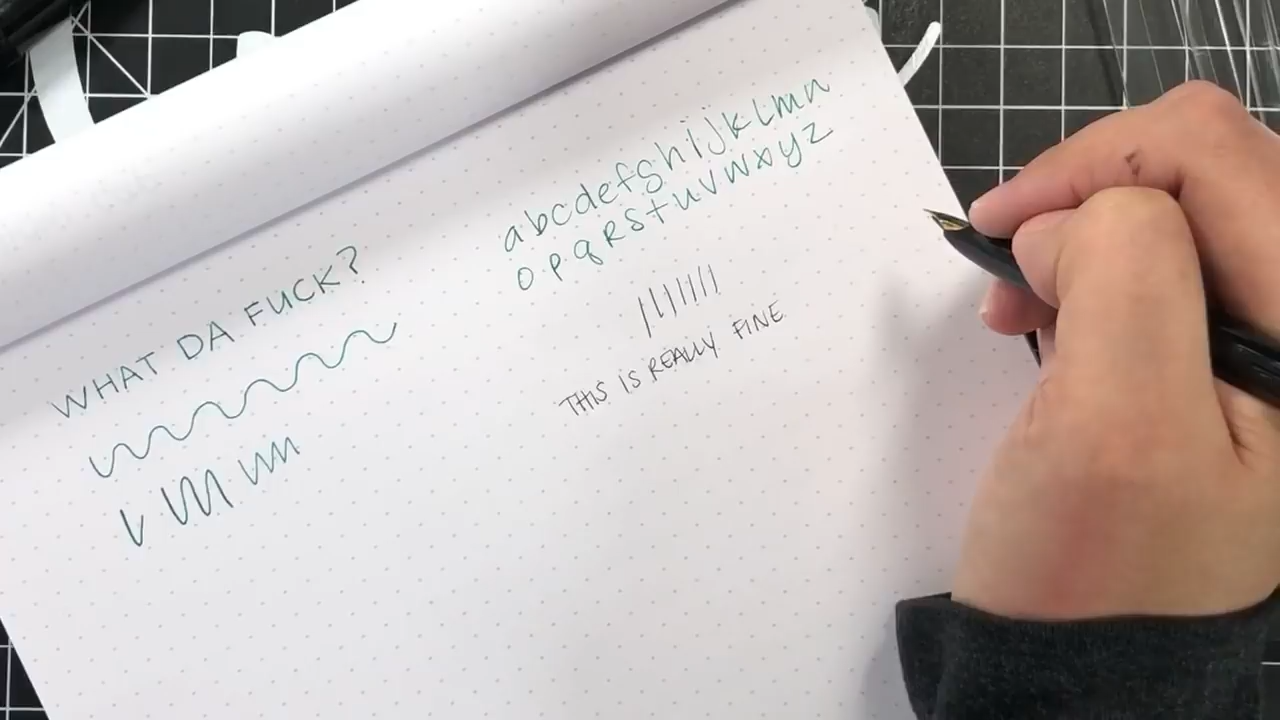 WHAT DA FUCK?
abcdefghijklmn
opqRstuvwxyz
THIS IS REALLY FINE